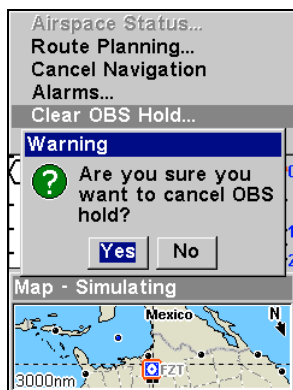 Airspace Status...
Route Planning...
Cancel Navigation
Alarms...
Clear OBS Hold...
Warning
Are you sure you
want to cancel OBS
hold?
Yes No
Map - Simulating
Mexico N
FZT
3000nm